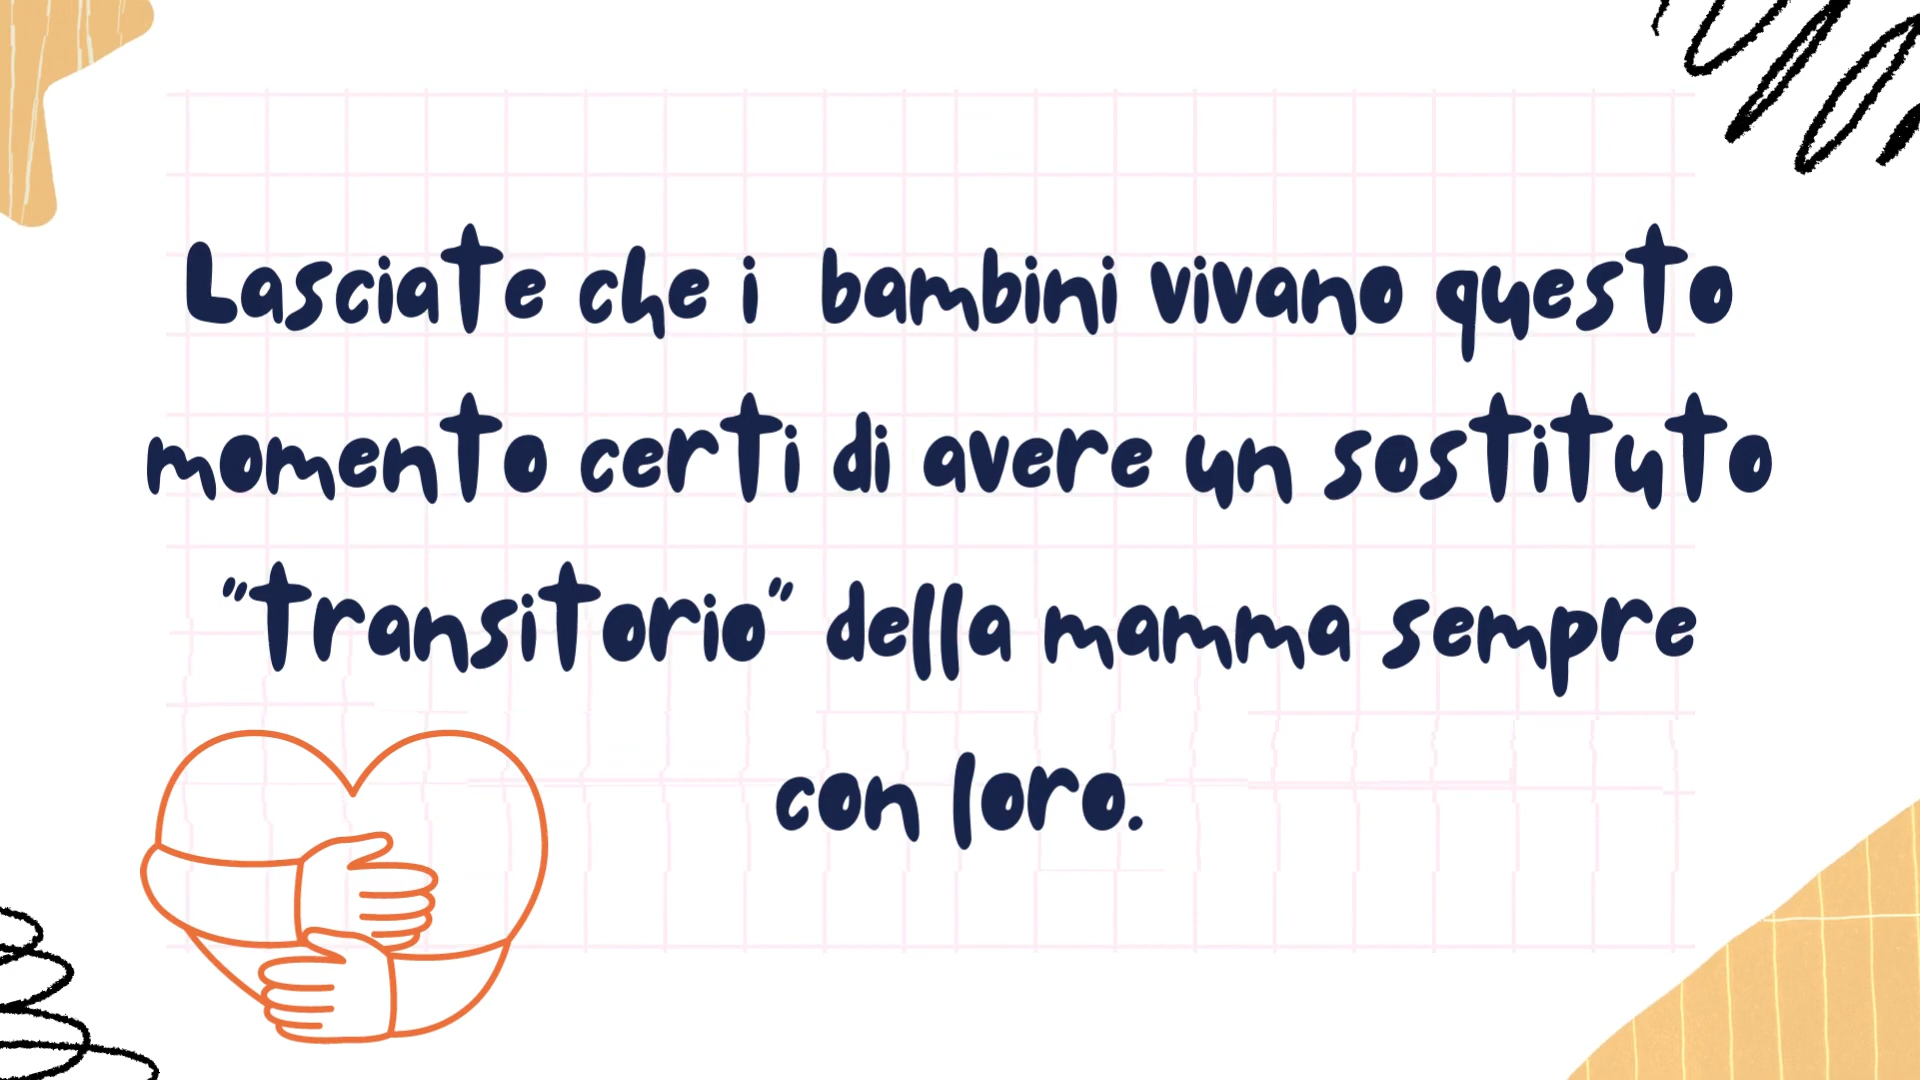 Lasciate che i bambini vivano questo
momento certi di avere un sostituto
"transitorio" della mamma sempre
con loro.